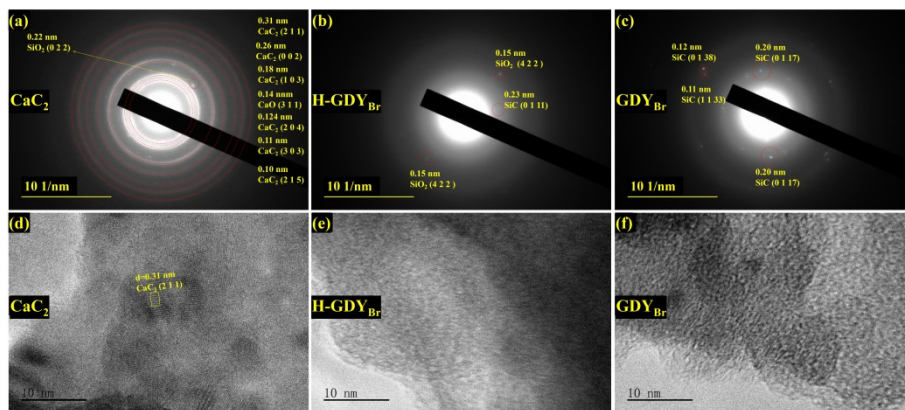 (a)
0.22 nm
SiO₂ (0 2 2)
CaC₂
0.31 nm
CaC₂ (2 1 1)
0.26 nm
CaC₂ (0 0 2)
0.18 nm
CaC₂ (1 0 3)
0.14 nnm
CaO (3 1 1)
0.124 nm
CaC₂ (2 0 4)
0.11 nm
CaC₂ (3 0 3)
0.10 nm
CaC₂ (2 1 5)
10 1/nm
(b)
0.15 nm
SiO₂ (4 2 2)
H-GDY_Br
0.23 nm
SiC (0 1 11)
0.15 nm
SiO₂ (4 2 2)
10 1/nm
(c)
0.12 nm
SiC (0 1 38)
0.20 nm
SiC (0 1 17)
GDY_Br
0.11 nm
SiC (1 1 33)
0.20 nm
SiC (0 1 17)
10 1/nm
(d)
d=0.31 nm
CaC₂ (2 1 1)
CaC₂
10 nm
(e)
H-GDY_Br
10 nm
(f)
GDY_Br
10 nm